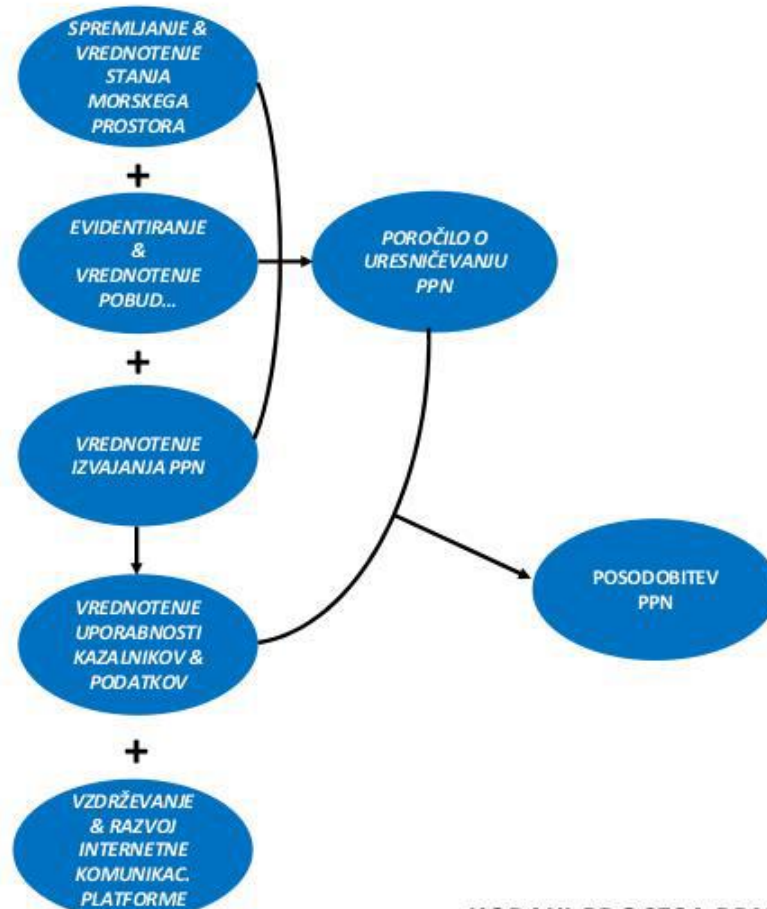 SPREMLJANJE &
VREDNOTENJE
STANJA
MORSKEGA
PROSTORA
+
EVIDENTIRANJE
&
VREDNOTENJE
POBUD...
POROČILO O
URESNIČEVANJU
PPN
+
VREDNOTENJE
IZVAJANJA PPN
VREDNOTENJE
UPORABNOSTI
KAZALNIKOV &
PODATKOV
POSODOBITEV
PPN
+
VZDRŽEVANJE
& RAZVOJ
INTERNETNE
KOMUNIKAC.
PLATFORME